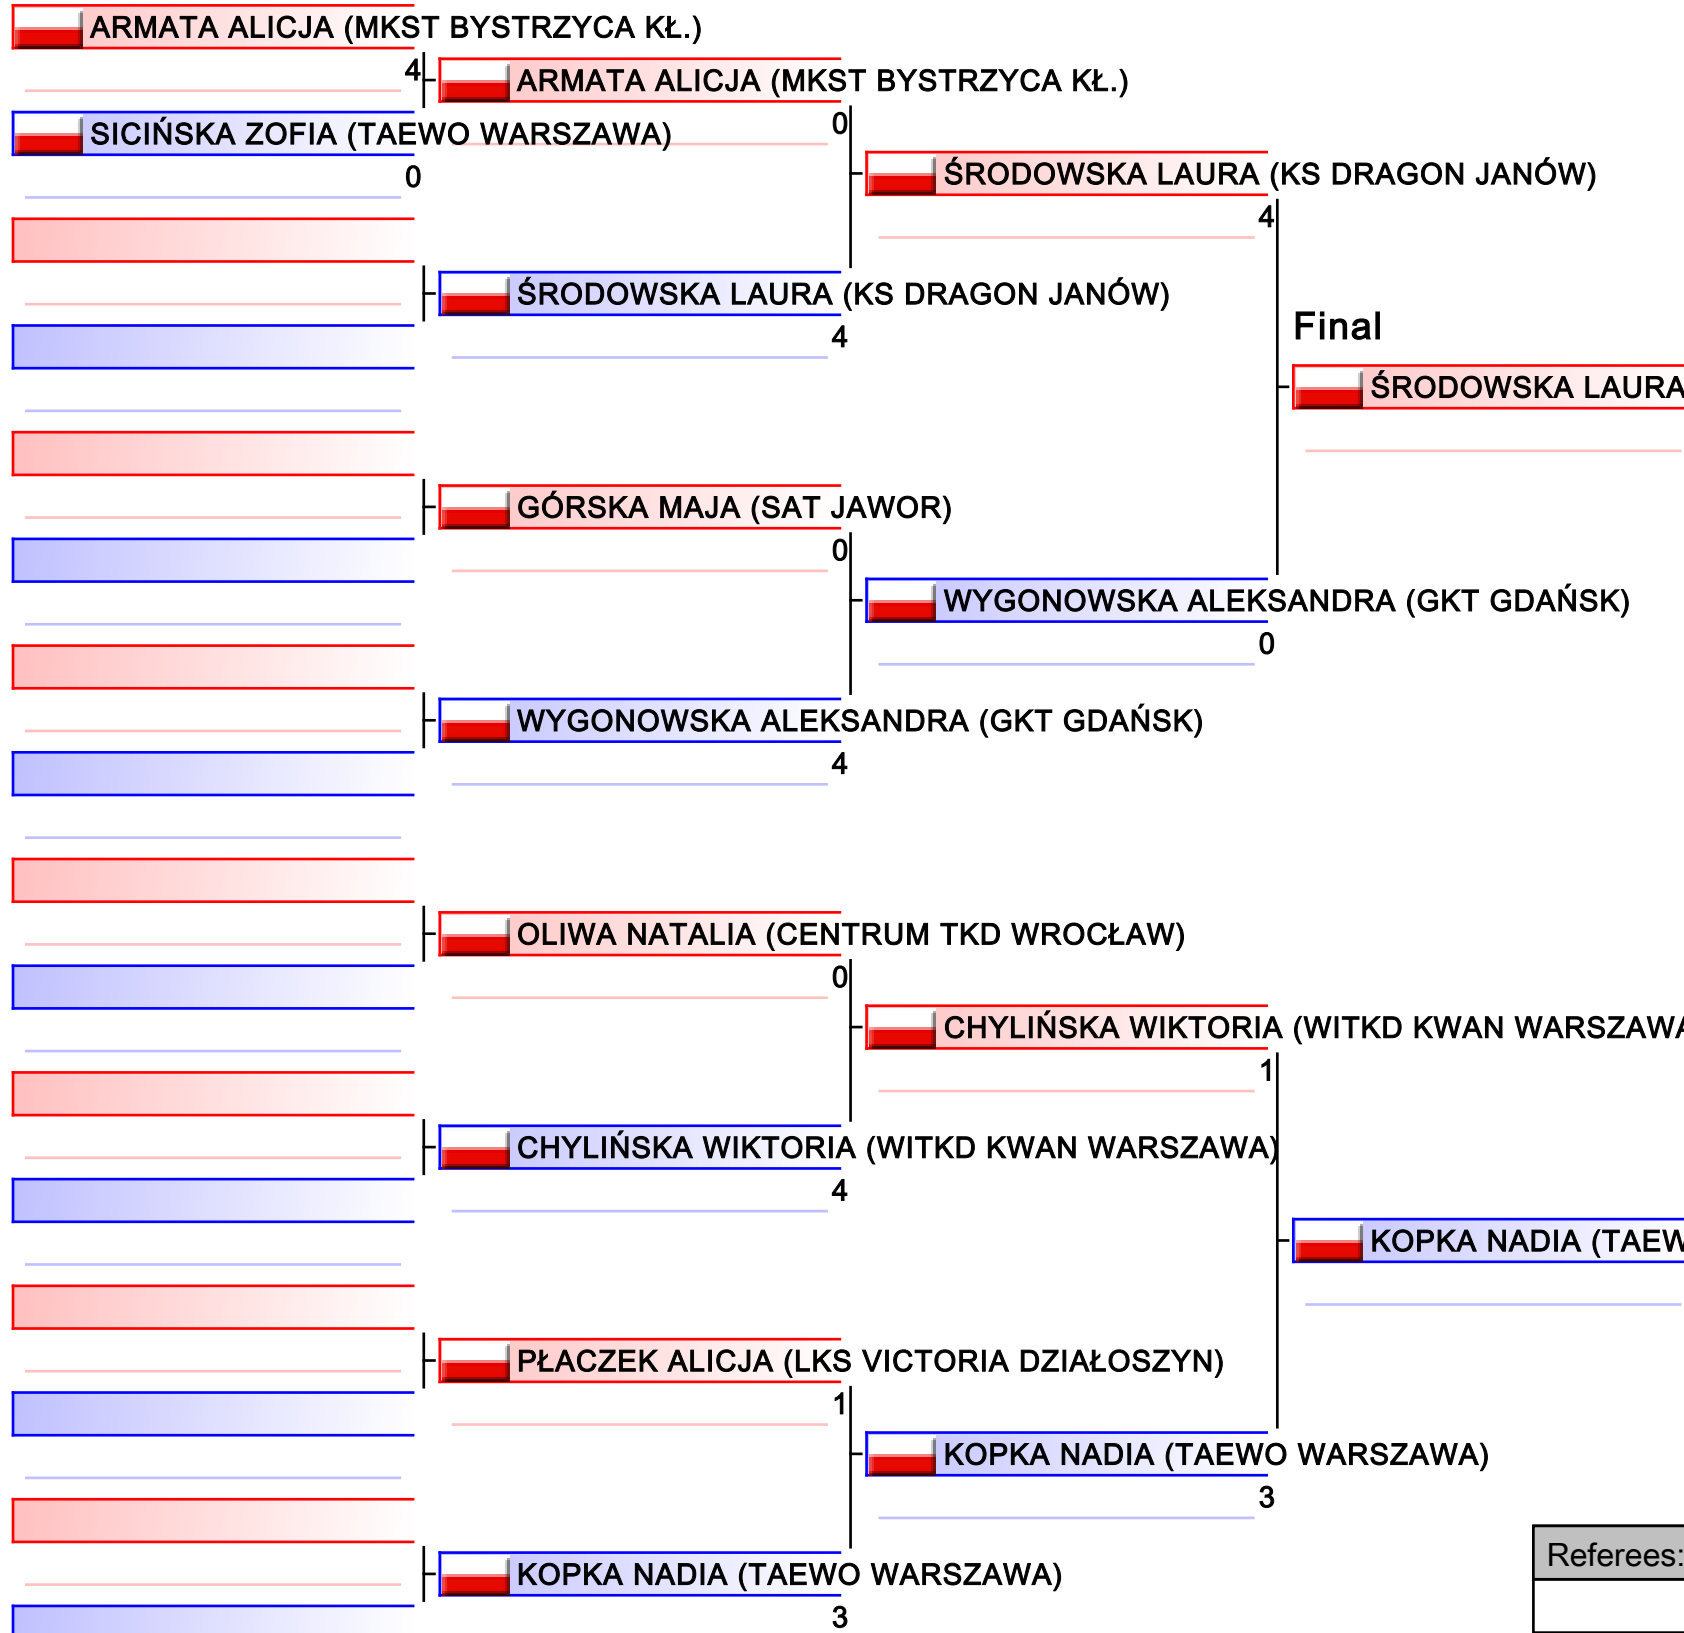 ARMATA ALICJA (MKST BYSTRZYCA KŁ.)
4
ARMATA ALICJA (MKST BYSTRZYCA KŁ.)
0
SICIŃSKA ZOFIA (TAEWO WARSZAWA)
0
ŚRODOWSKA LAURA (KS DRAGON JANÓW)
4
ŚRODOWSKA LAURA (KS DRAGON JANÓW)
4
Final
ŚRODOWSKA LAURA
GÓRSKA MAJA (SAT JAWOR)
0
WYGONOWSKA ALEKSANDRA (GKT GDAŃSK)
0
WYGONOWSKA ALEKSANDRA (GKT GDAŃSK)
4
OLIWA NATALIA (CENTRUM TKD WROCŁAW)
0
CHYLIŃSKA WIKTORIA (WITKD KWAN WARSZAWA
1
CHYLIŃSKA WIKTORIA (WITKD KWAN WARSZAWA)
4
KOPKA NADIA (TAEW
PŁACZEK ALICJA (LKS VICTORIA DZIAŁOSZYN)
1
KOPKA NADIA (TAEWO WARSZAWA)
3
KOPKA NADIA (TAEWO WARSZAWA)
3
Referees: